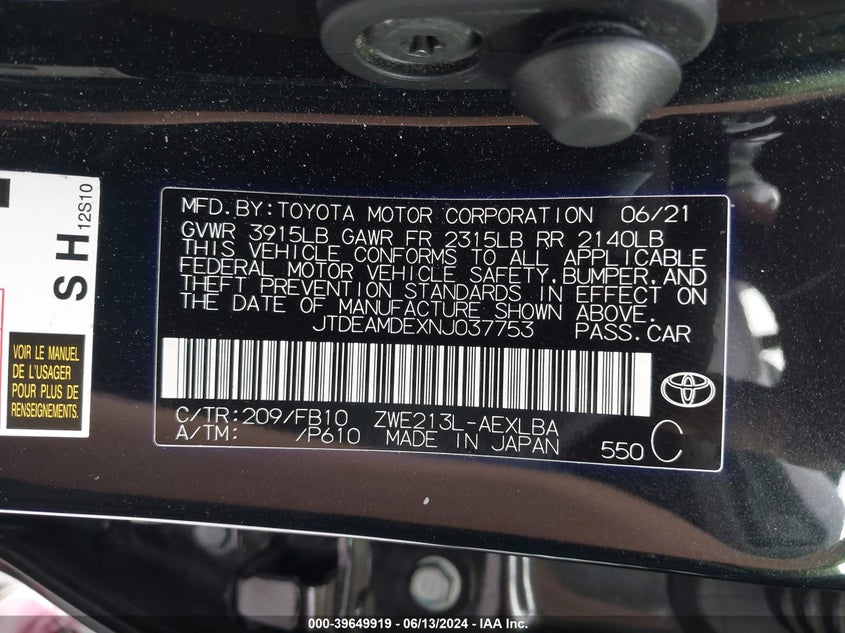 MFD. BY: TOYOTA MOTOR CORPORATION 06/21
GVWR 3915LB GAWR FR 2315LB RR 2140LB
THIS VEHICLE CONFORMS TO ALL APPLICABLE
FEDERAL MOTOR VEHICLE SAFETY, BUMPER, AND
THEFT PREVENTION STANDARDS IN EFFECT ON
THE DATE OF MANUFACTURE SHOWN ABOVE.
JTDEAMDEXNJ037753 PASS. CAR
C/TR: 209/FB10 ZWE213L-AEXLBA
A/TM: /P610 MADE IN JAPAN 550 C
SH 12S10
VOIR LE MANUEL
DE L'USAGER
POUR PLUS DE
RENSEIGNEMENTS.
000-39649919 - 06/13/2024 - IAA Inc.